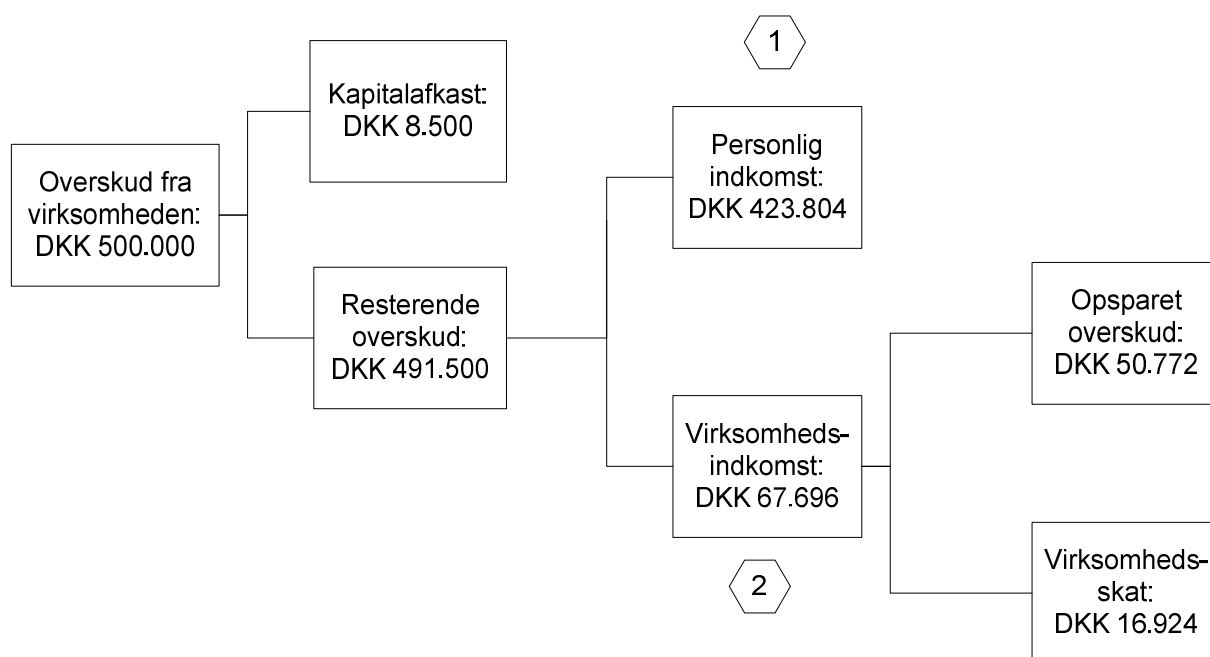 Overskud fra
virksomheden:
DKK 500.000
Kapitalafkast:
DKK 8.500
Resterende
overskud:
DKK 491.500
1
Personlig
indkomst:
DKK 423.804
Virksomheds-
indkomst:
DKK 67.696
2
Opsparet
overskud:
DKK 50.772
Virksomheds-
skat:
DKK 16.924